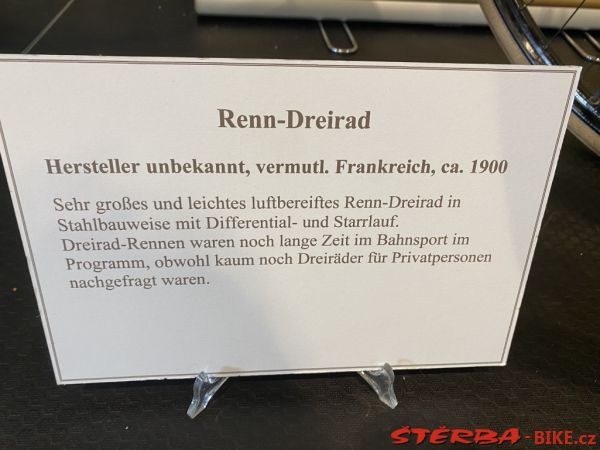 Renn-Dreirad
Hersteller unbekannt, vermutl. Frankreich, ca. 1900
Sehr großes und leichtes luftbereiftes Renn-Dreirad in
Stahlbauweise mit Differential- und Starrlauf.
Dreirad-Rennen waren noch lange Zeit im Bahnsport im
Programm, obwohl kaum noch Dreiräder für Privatpersonen
nachgefragt waren.
ŠTĚRBA-BIKE.cz